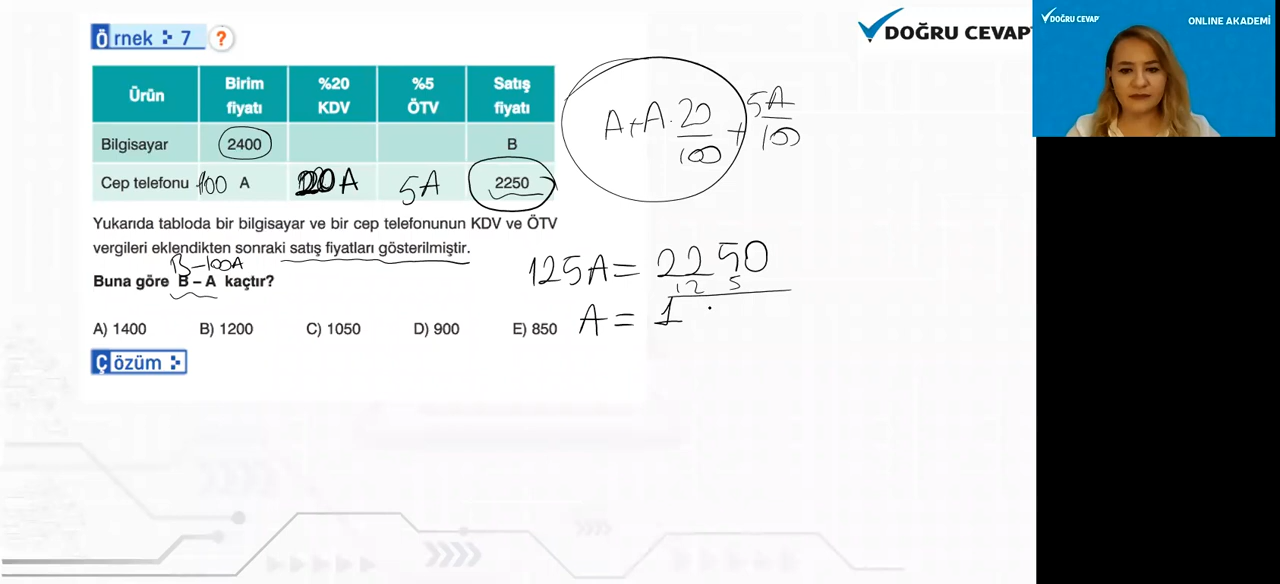 Örnek 7 ?
DOĞRU CEVAP
DOĞRU CEVAP
ONLINE AKADEMİ
Ürün Birim fiyatı %20 KDV %5 ÖTV Satış fiyatı
Bilgisayar 2400 B
Cep telefonu 100 A 20A 5A 2250
A+A·20/100+5A/100
Yukarıda tabloda bir bilgisayar ve bir cep telefonunun KDV ve ÖTV
vergileri eklendikten sonraki satış fiyatları gösterilmiştir.
B-100A
Buna göre B – A kaçtır?
125A=2250
125
A=1
A) 1400 B) 1200 C) 1050 D) 900 E) 850
Çözüm